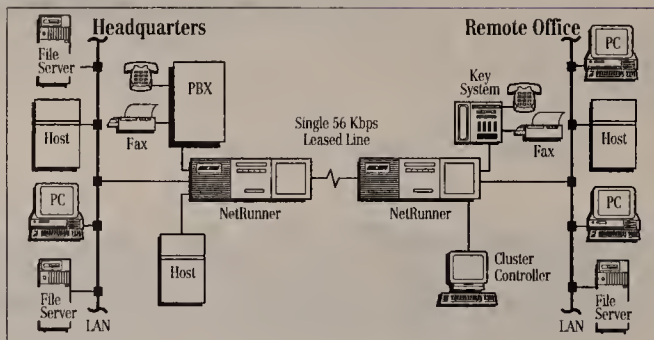 Headquarters
File
Server
PBX
Fax
Host
PC
Host
File
Server
LAN
NetRunner
Single 56 Kbps
Leased Line
NetRunner
Remote Office
Key
System
Fax
PC
Host
PC
Cluster
Controller
File
Server
LAN